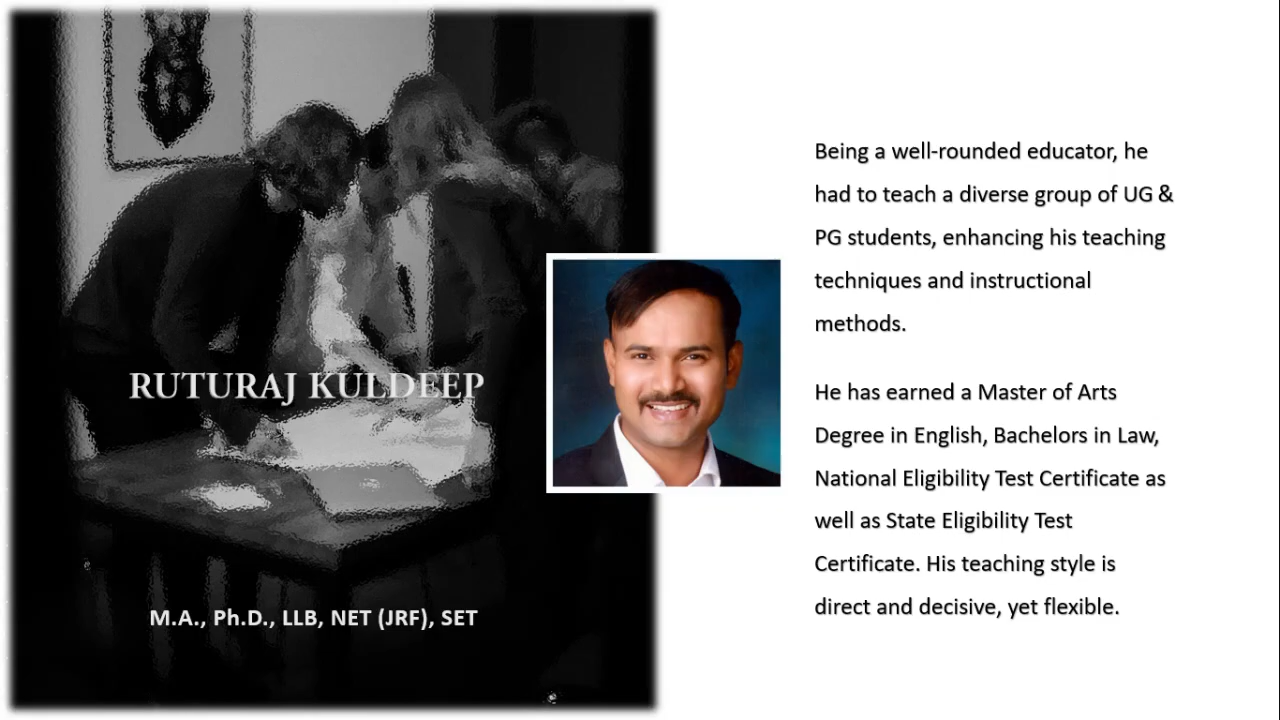 RUTURAJ KULDEEP
M.A., Ph.D., LLB, NET (JRF), SET
Being a well-rounded educator, he
had to teach a diverse group of UG &
PG students, enhancing his teaching
techniques and instructional
methods.
He has earned a Master of Arts
Degree in English, Bachelors in Law,
National Eligibility Test Certificate as
well as State Eligibility Test
Certificate. His teaching style is
direct and decisive, yet flexible.